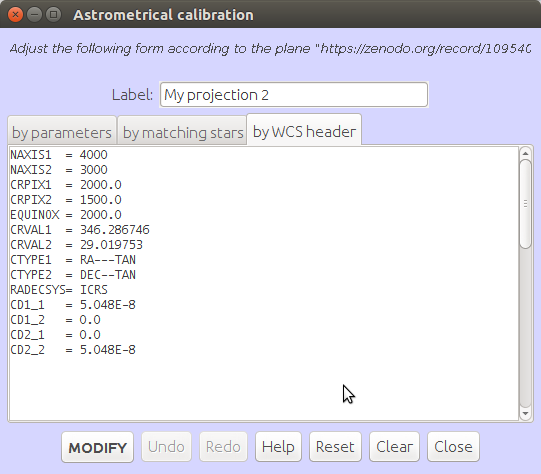 Astrometrical calibration
Adjust the following form according to the plane "https://zenodo.org/record/109540
Label: My projection 2
by parameters by matching stars by WCS header
NAXIS1 = 4000
NAXIS2 = 3000
CRPIX1 = 2000.0
CRPIX2 = 1500.0
EQUINOX = 2000.0
CRVAL1 = 346.286746
CRVAL2 = 29.019753
CTYPE1 = RA---TAN
CTYPE2 = DEC--TAN
RADECSYS= ICRS
CD1_1 = 5.048E-8
CD1_2 = 0.0
CD2_1 = 0.0
CD2_2 = 5.048E-8
MODIFY Undo Redo Help Reset Clear Close